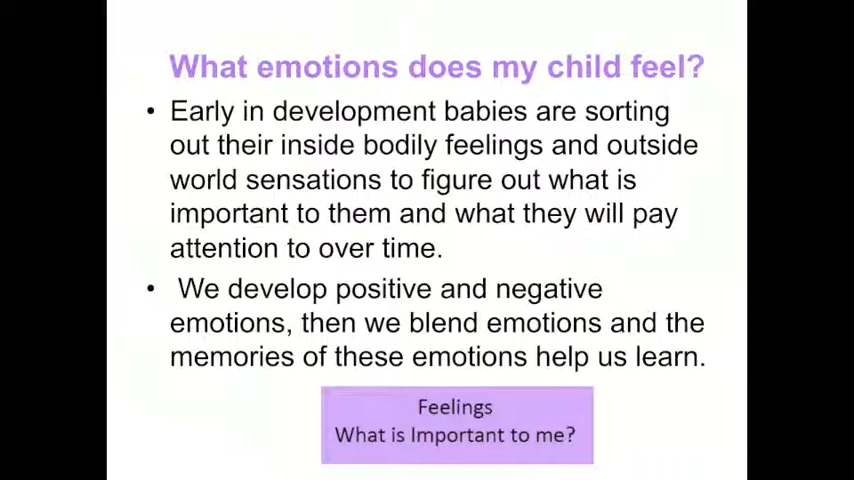 What emotions does my child feel?
• Early in development babies are sorting
out their inside bodily feelings and outside
world sensations to figure out what is
important to them and what they will pay
attention to over time.
• We develop positive and negative
emotions, then we blend emotions and the
memories of these emotions help us learn.
Feelings
What is Important to me?